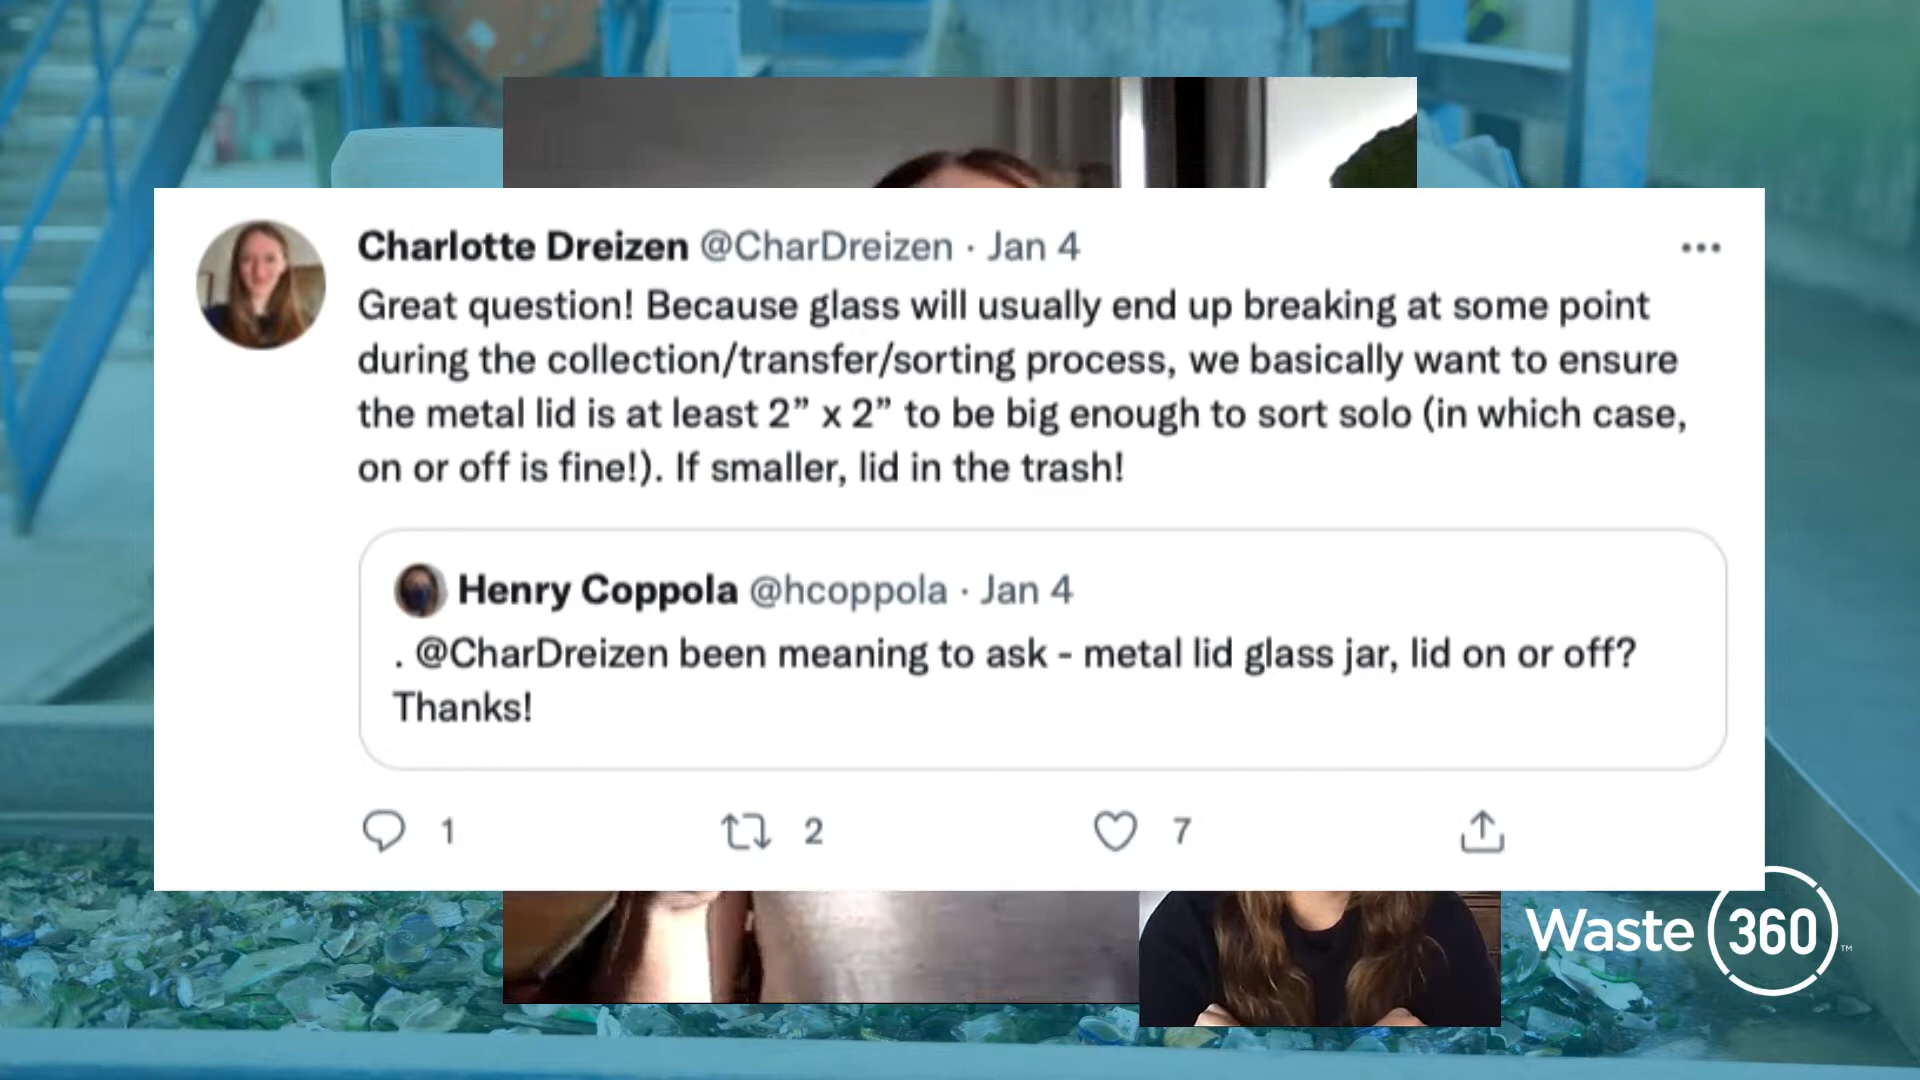 Charlotte Dreizen @CharDreizen · Jan 4
Great question! Because glass will usually end up breaking at some point
during the collection/transfer/sorting process, we basically want to ensure
the metal lid is at least 2” x 2” to be big enough to sort solo (in which case,
on or off is fine!). If smaller, lid in the trash!
Henry Coppola @hcoppola · Jan 4
. @CharDreizen been meaning to ask - metal lid glass jar, lid on or off?
Thanks!
1 2 7
Waste 360 ™